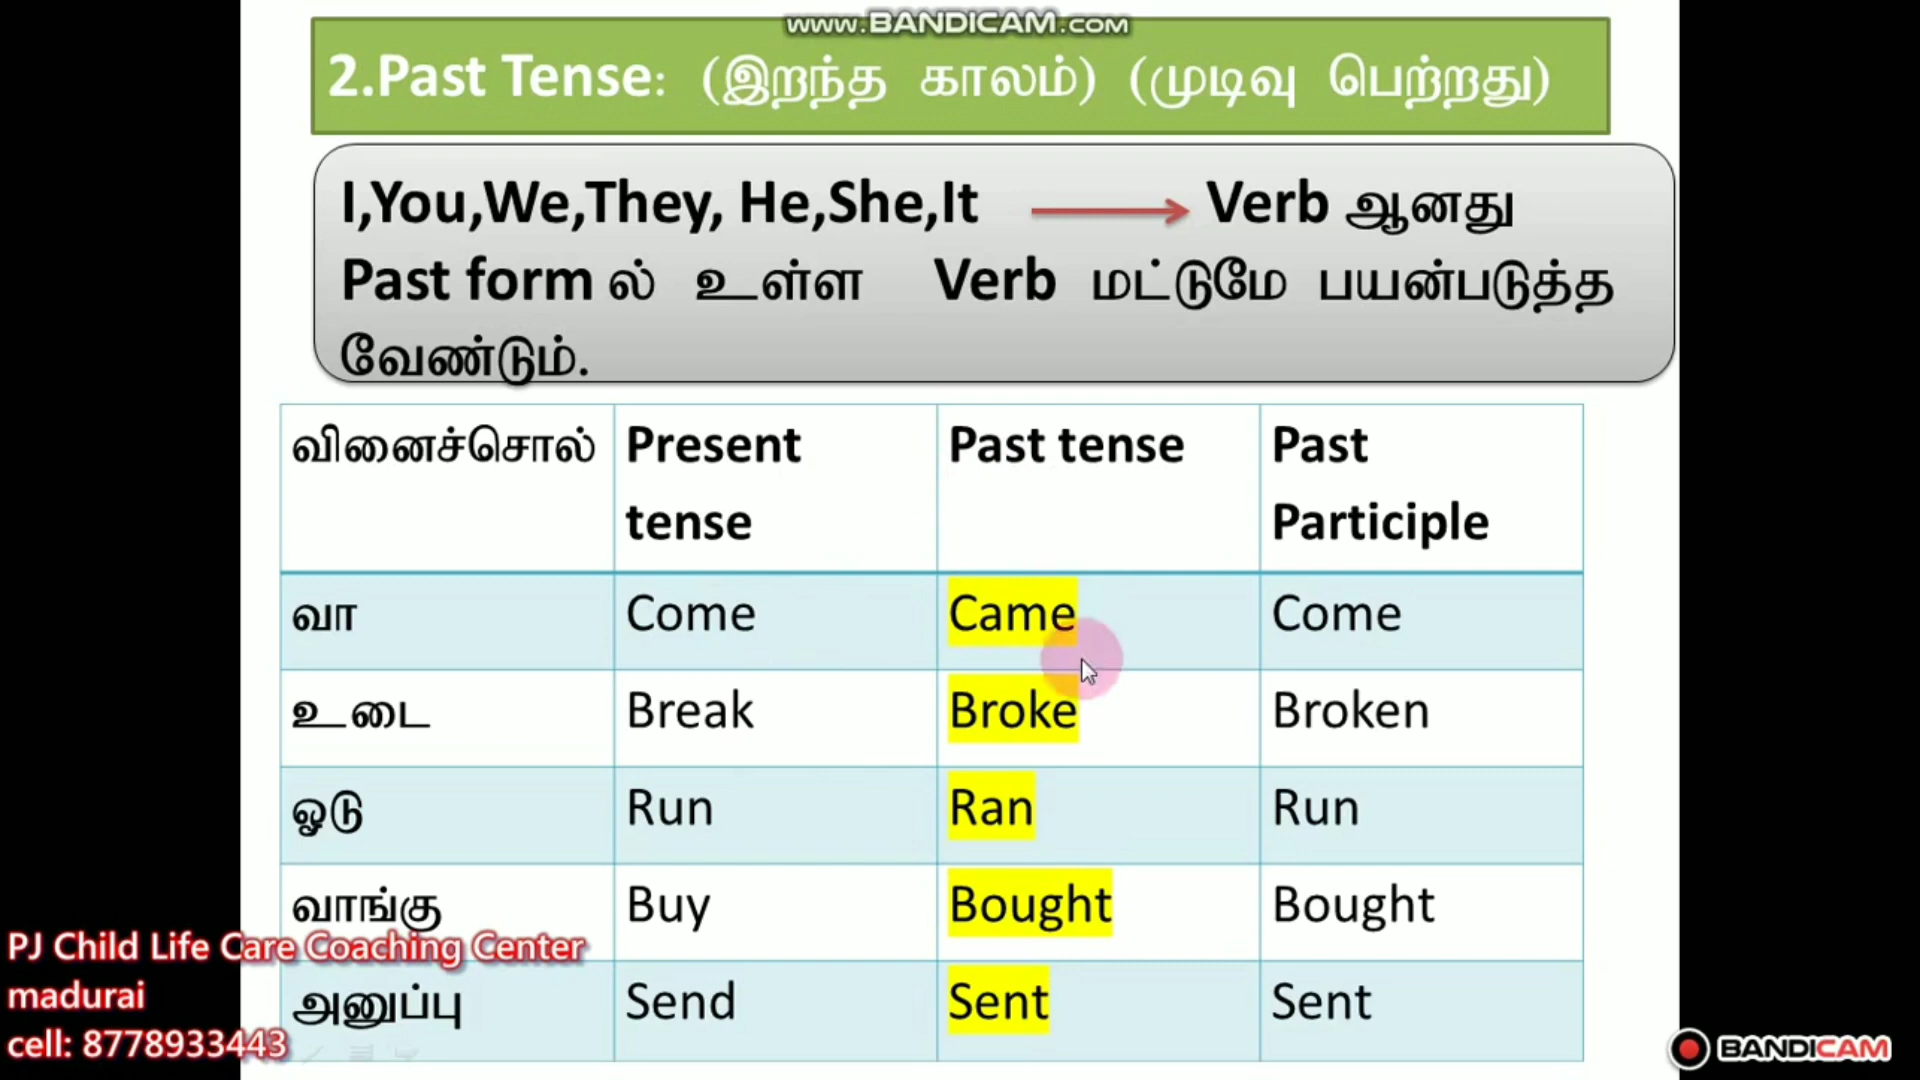 www.BANDICAM.com
2.Past Tense: (இறந்த காலம்) (முடிவு பெற்றது)
I,You,We,They, He,She,It Verb ஆனது
Past form ல் உள்ள Verb மட்டுமே பயன்படுத்த
வேண்டும்.
வினைச்சொல் Present tense Past tense Past Participle
வா Come Came Come
உடை Break Broke Broken
ஓடு Run Ran Run
வாங்கு Buy Bought Bought
அனுப்பு Send Sent Sent
PJ Child Life Care Coaching Center
madurai
cell: 8778933443
BANDICAM